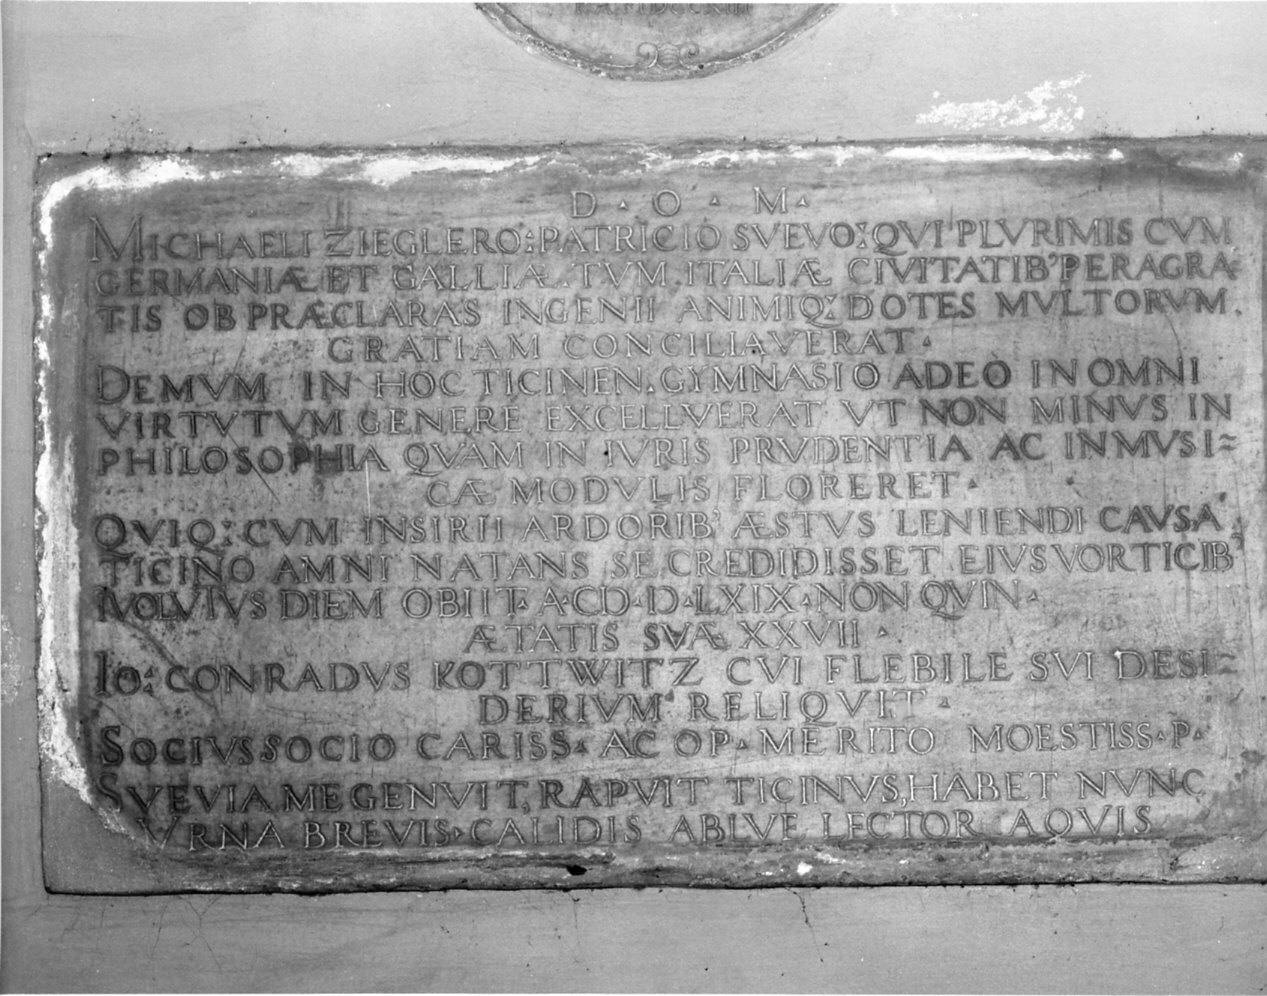 D. O. M.
MICHAELI ZIEGLERO: PATRICIO SVEVO: QVI PLVRIMIS CVM
GERMANIÆ ET GALLIÆ, TVM ITALIÆ CIVITATIB' PERAGRA
TIS OB PRÆCLARAS INGENII ANIMIQ: DOTES MVLTORVM
GRATIAM CONCILIAVERAT,
DEMVM IN HOC TICINEN: GYMNASIO, ADEO IN OMNI
VIRTVTVM GENERE EXCELLVERAT, VT NON MINVS IN
PHILOSOPHIA, QVAM IN IVRIS PRVDENTIA AC INMVSI=
CÆ MODVLIS FLORERET,
QVIQ: CVM INSIRII ARDORIB' ÆSTVS LENIENDI CAVSA
TICINO AMNI NATANS SE CREDIDISSET EIVS VORTICIB.
IVOLVIVS DIEM OBIIT, A.CD.D.LXIX. NON. QVIN.
ÆTATIS SVÆ XXVII.
IO: CONRADVS KOTTWITZ, CVI FLEBILE SVI DESI=
DERIVM RELIQVIT,
SOCIVS SOCIO CARISS. AC OP. MERITO MOESTISS. P.
SVEVIA ME GENVIT, RAPVIT TICINVS, HABET NVNC
VRNA BREVIS, CALIDIS ABLVE LECTOR AQVIS